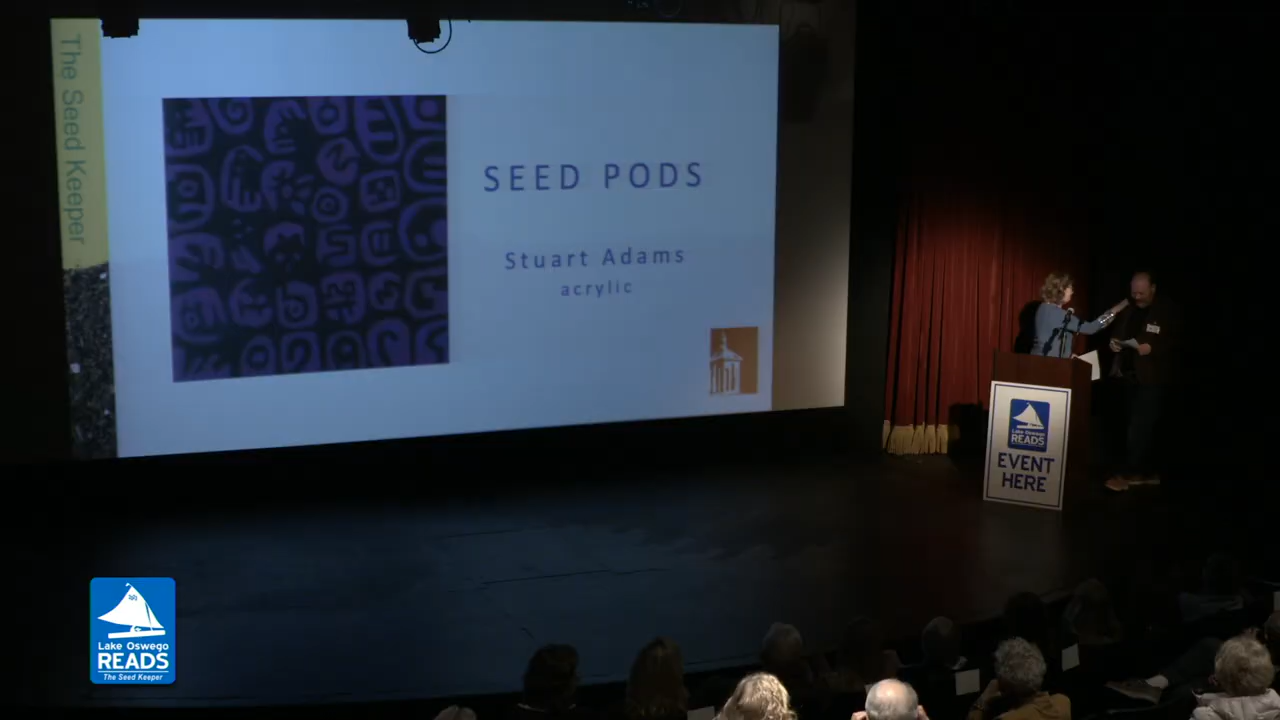 The Seed Keeper
SEED PODS
Stuart Adams
acrylic
Lake Oswego
READS
EVENT
HERE
Lake Oswego
READS
The Seed Keeper